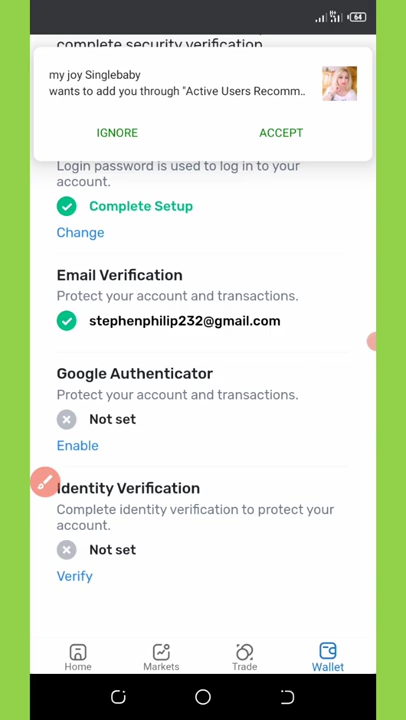 64
complete security verification
my joy Singlebaby
wants to add you through "Active Users Recomm..
IGNORE
ACCEPT
Login password is used to log in to your
account.
Complete Setup
Change
Email Verification
Protect your account and transactions.
stephenphilip232@gmail.com
Google Authenticator
Protect your account and transactions.
Not set
Enable
Identity Verification
Complete identity verification to protect your
account.
Not set
Verify
Home
Markets
Trade
Wallet